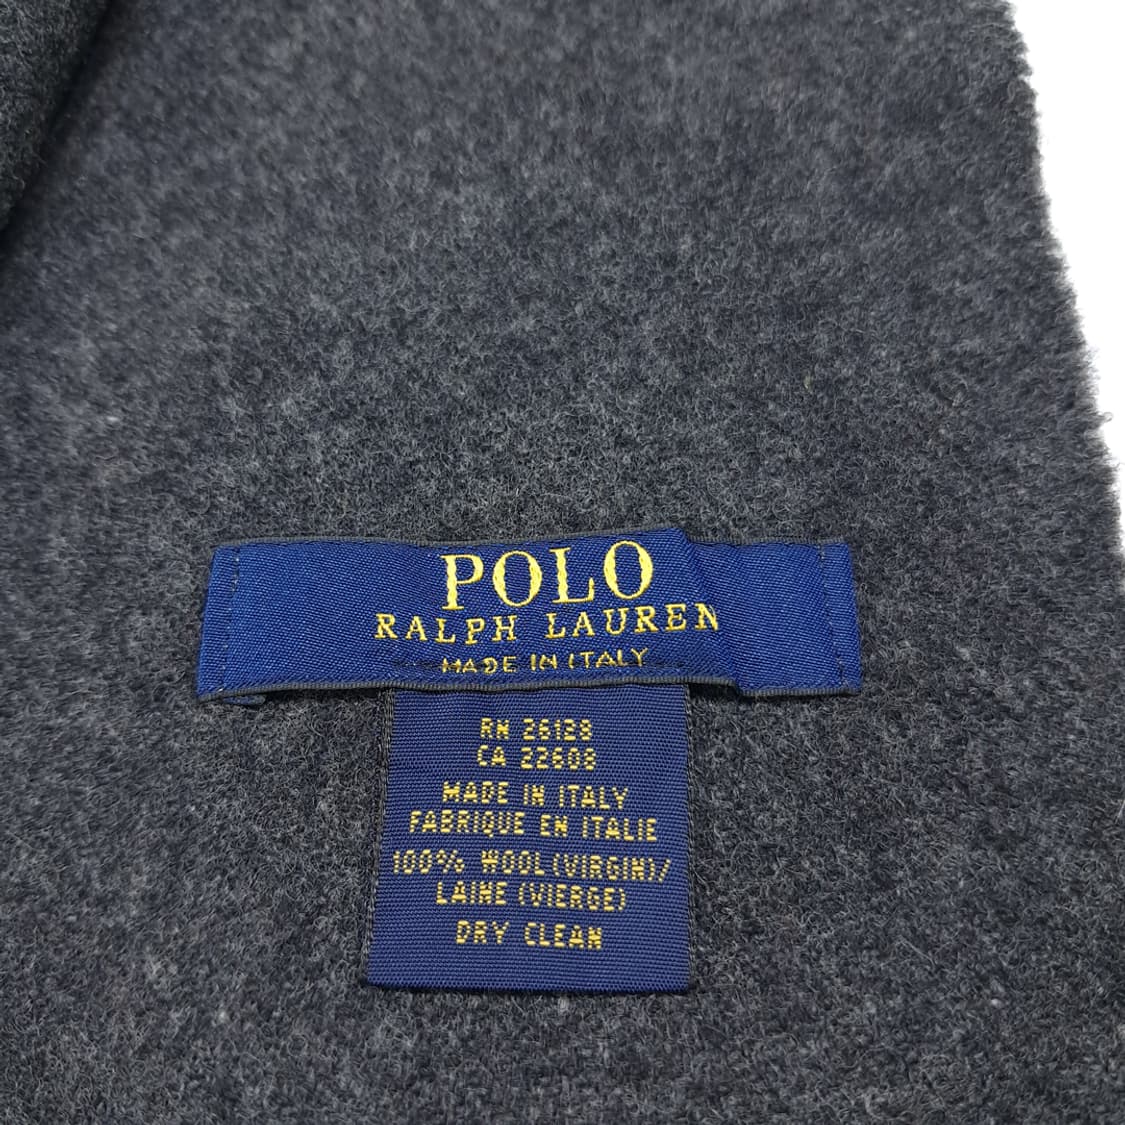 POLO
RALPH LAUREN
MADE IN ITALY
RN 26128
CA 22608
MADE IN ITALY
FABRIQUE EN ITALIE
100% WOOL(VIRGIN)/
LAINE (VIERGE)
DRY CLEAN